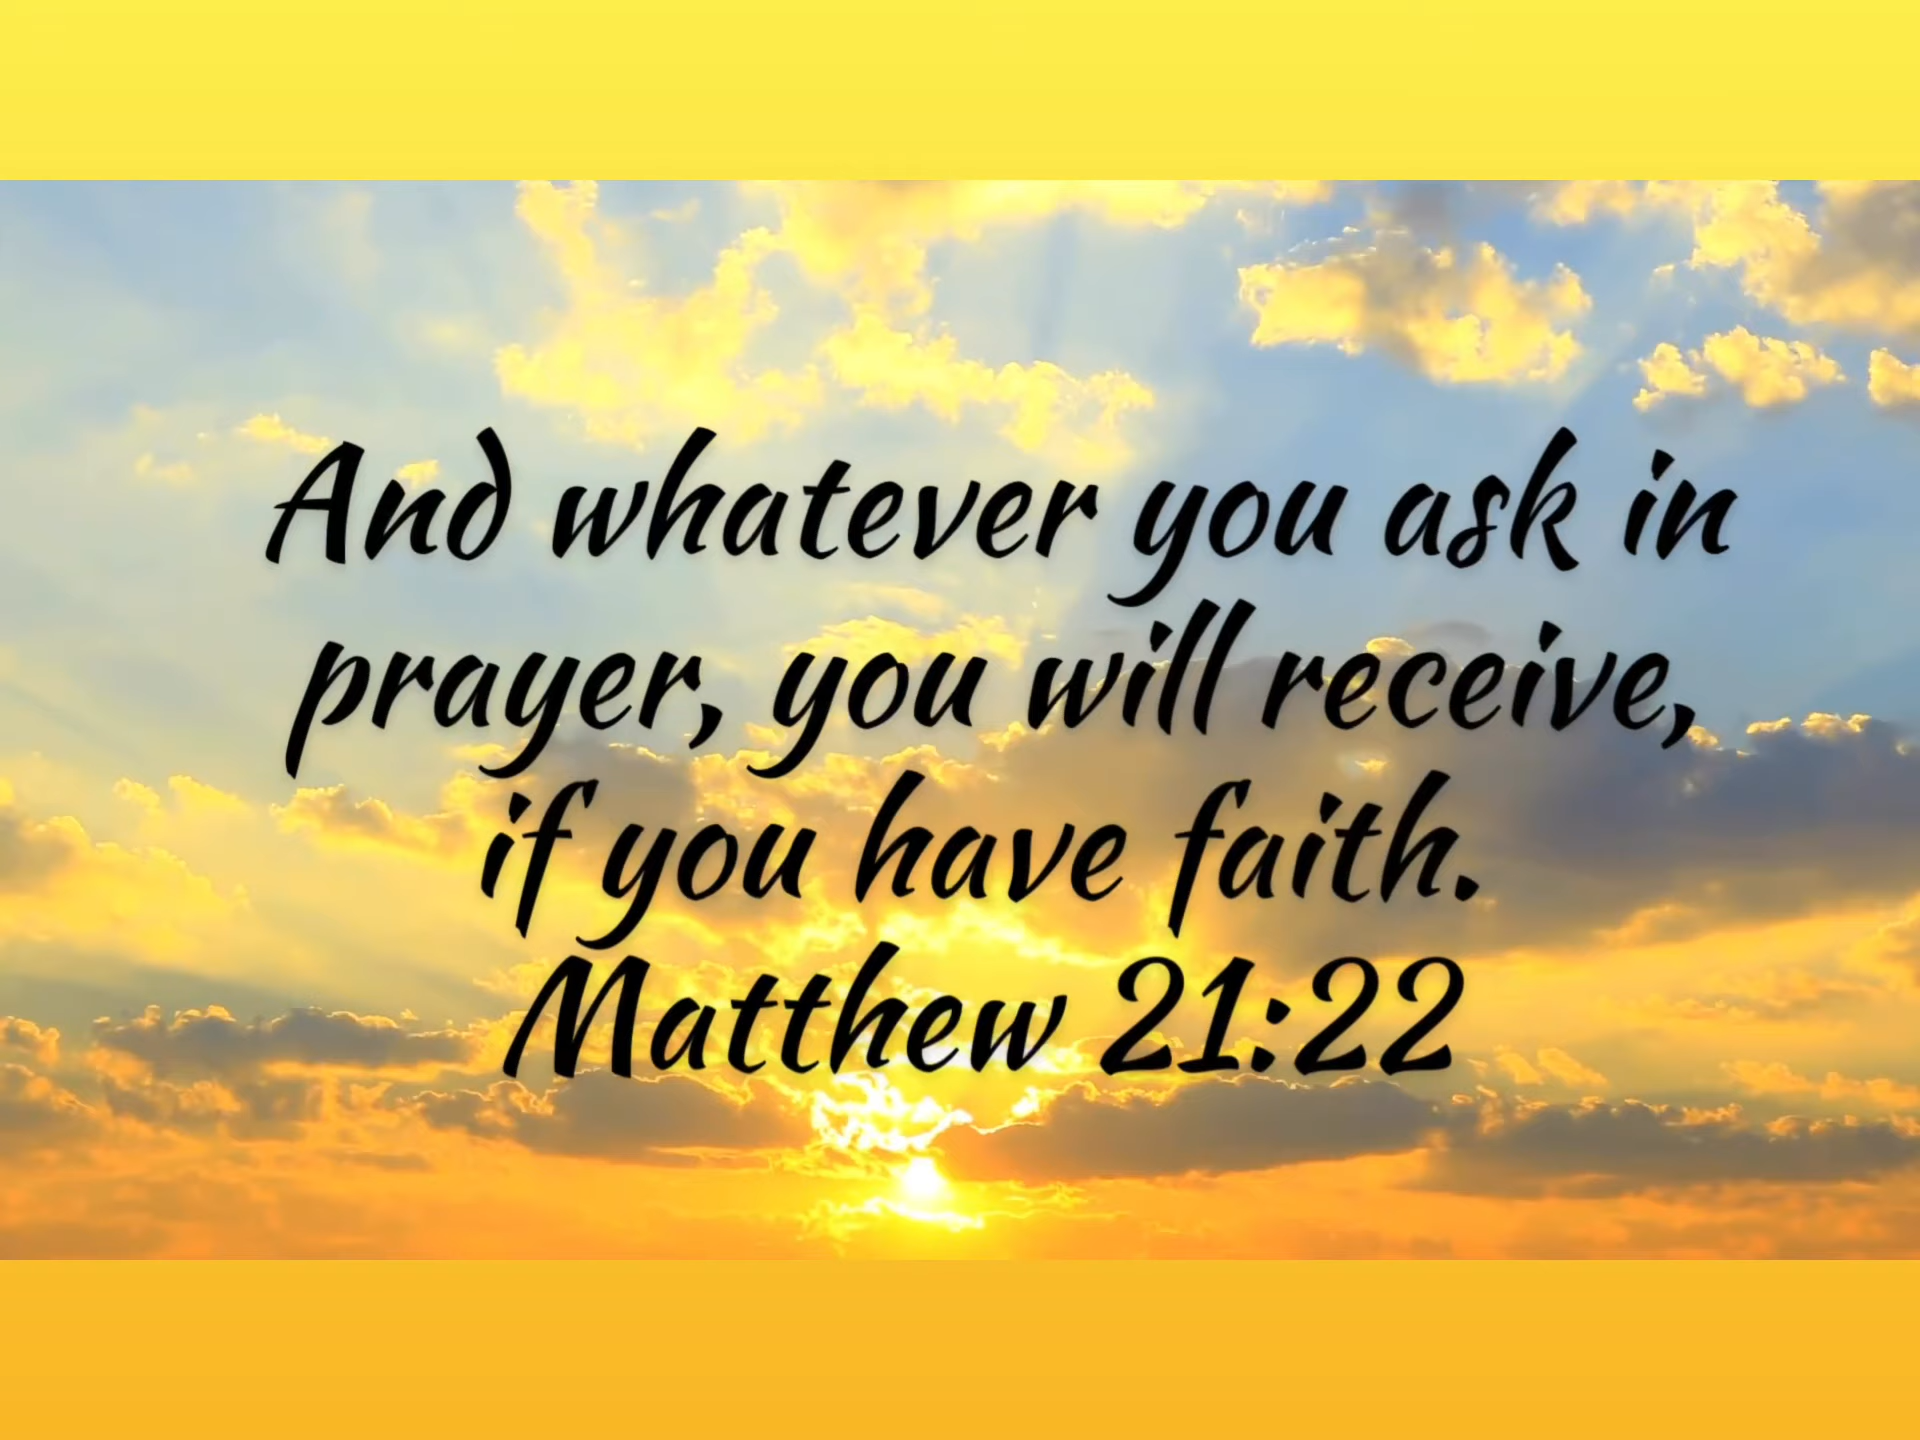 And whatever you ask in
prayer, you will receive,
if you have faith.
Matthew 21:22